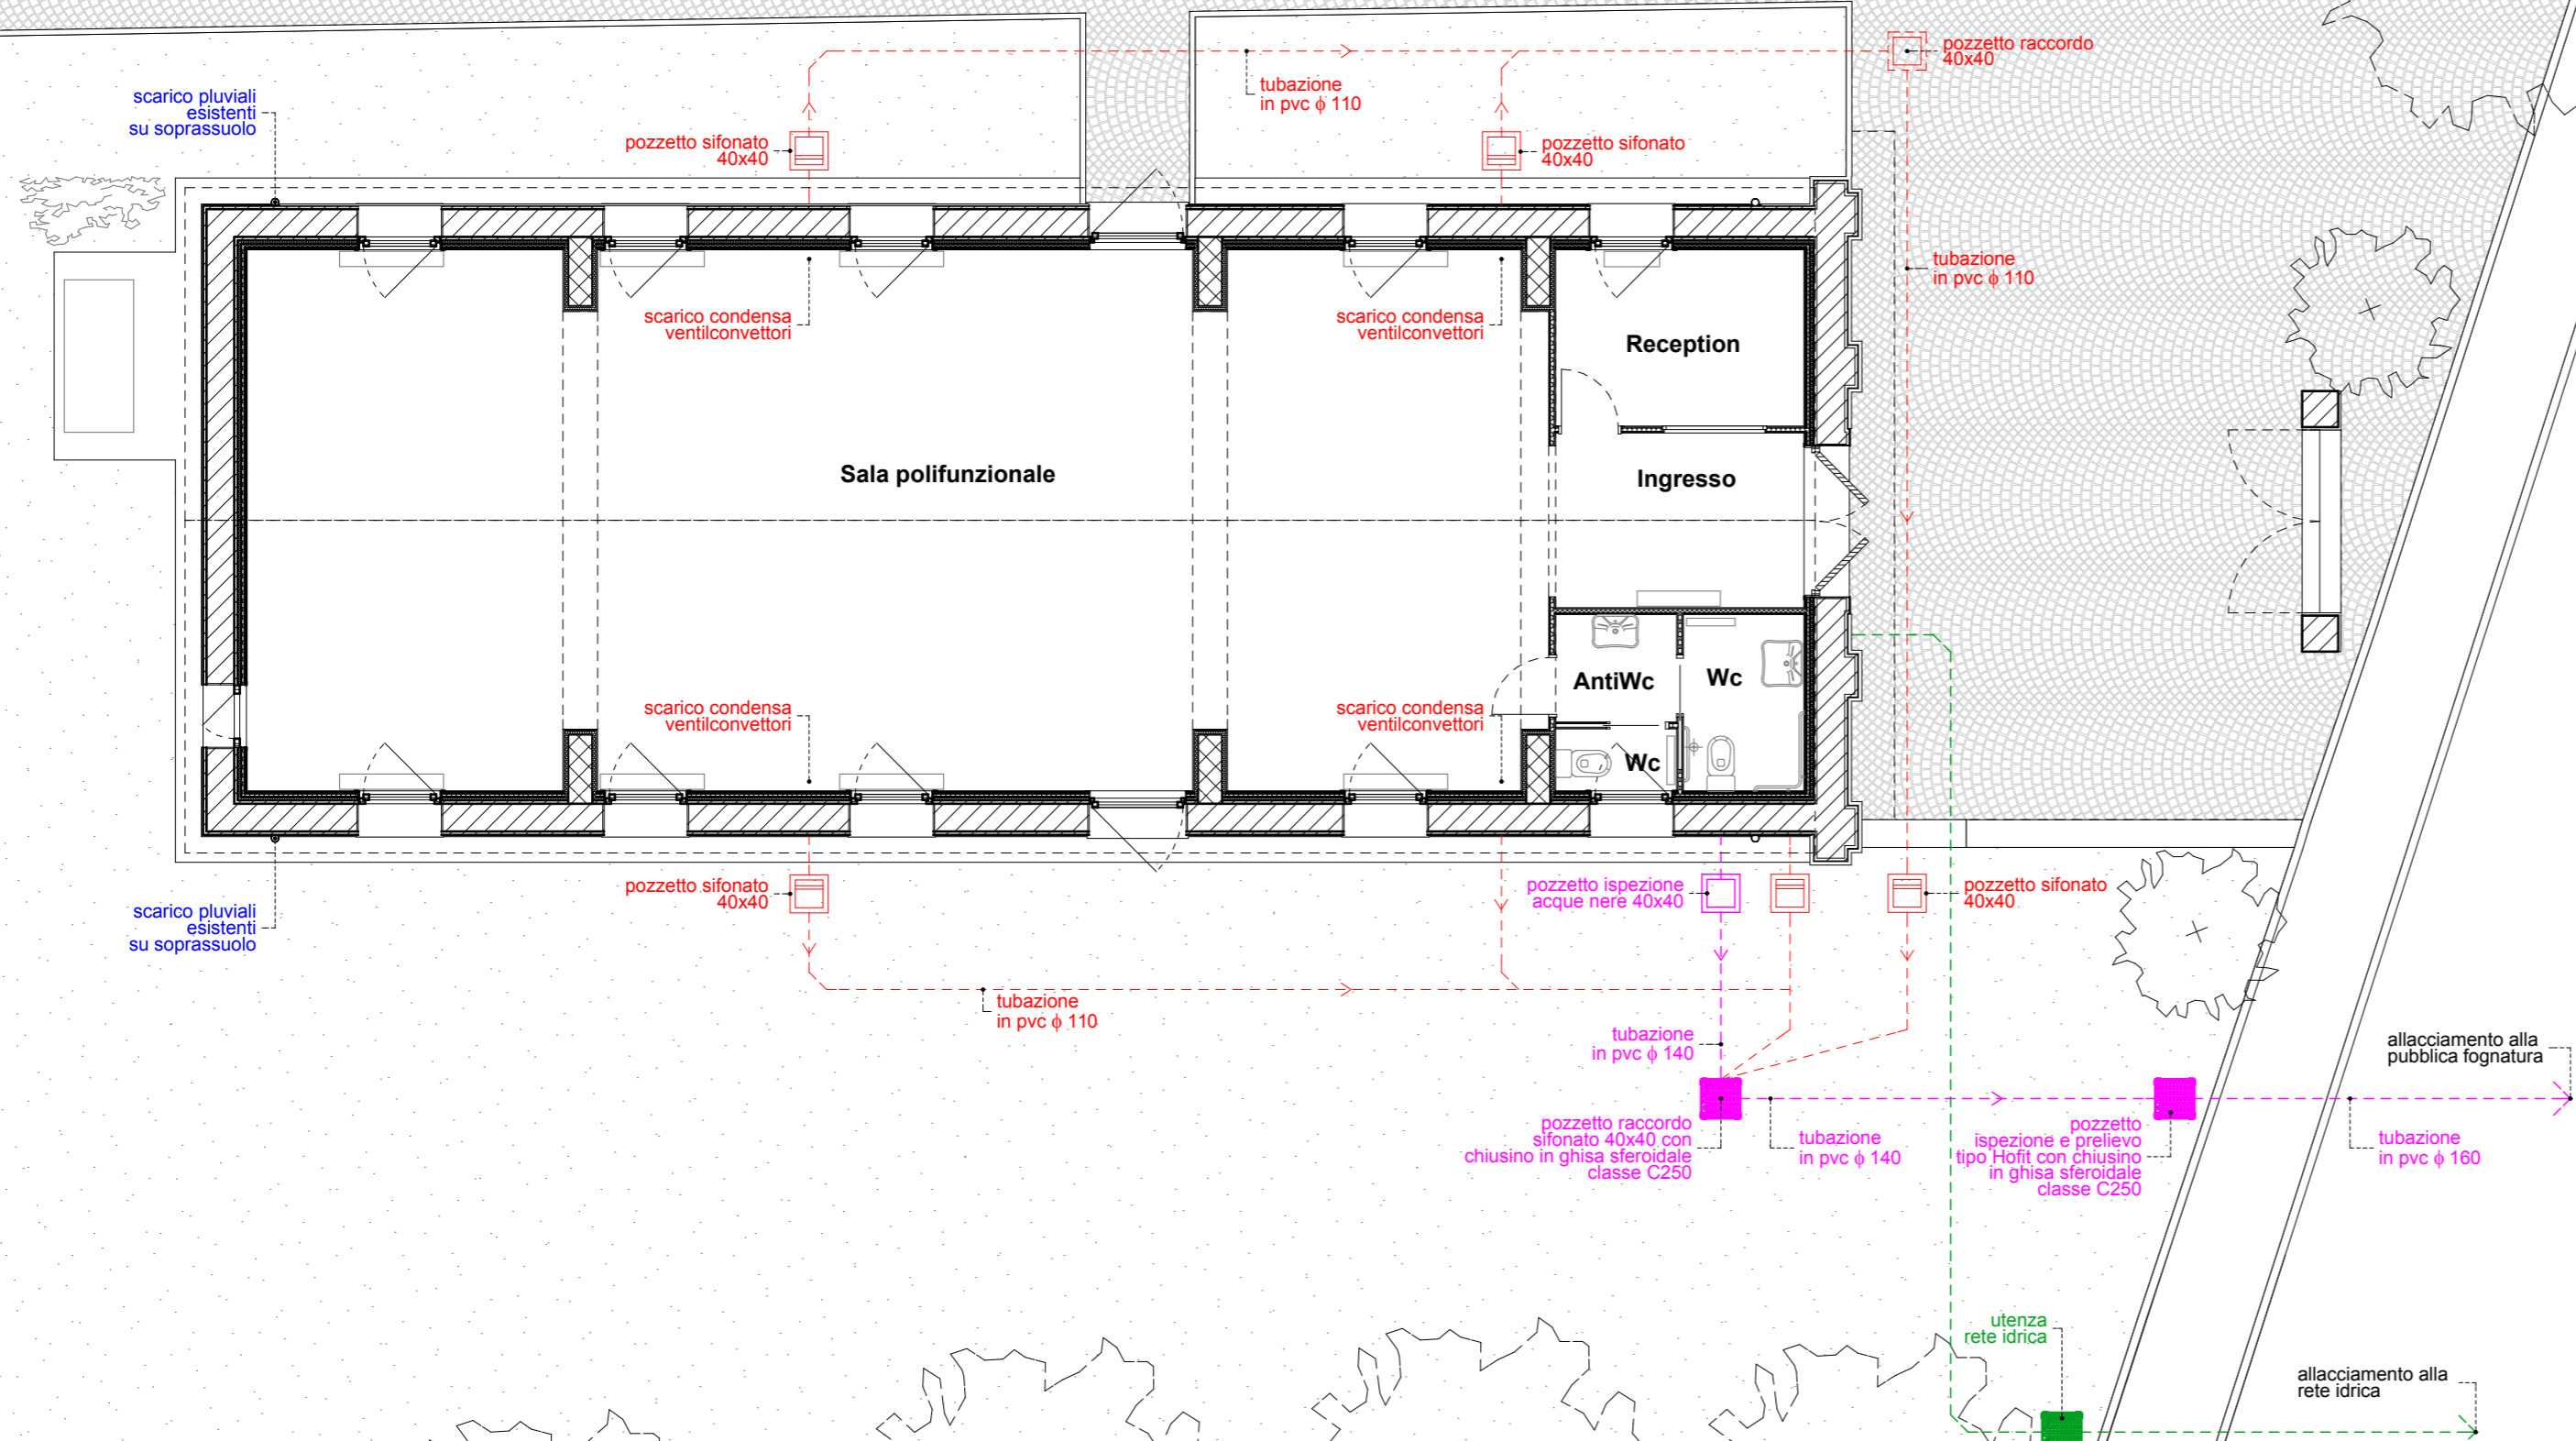 pozzetto raccordo
40x40
tubazione
in pvc ϕ 110
scarico pluviali
esistenti
su soprassuolo
pozzetto sifonato
40x40
pozzetto sifonato
40x40
tubazione
in pvc ϕ 110
scarico condensa
ventilconvettori
scarico condensa
ventilconvettori
Reception
Sala polifunzionale
Ingresso
AntiWc
Wc
scarico condensa
ventilconvettori
scarico condensa
ventilconvettori
Wc
pozzetto sifonato
40x40
pozzetto ispezione
acque nere 40x40
pozzetto sifonato
40x40
scarico pluviali
esistenti
su soprassuolo
tubazione
in pvc ϕ 110
tubazione
in pvc ϕ 140
allacciamento alla
pubblica fognatura
pozzetto raccordo
sifonato 40x40 con
chiusino in ghisa sferoidale
classe C250
tubazione
in pvc ϕ 140
pozzetto
ispezione e prelievo
tipo Hofit con chiusino
in ghisa sferoidale
classe C250
tubazione
in pvc ϕ 160
utenza
rete idrica
allacciamento alla
rete idrica